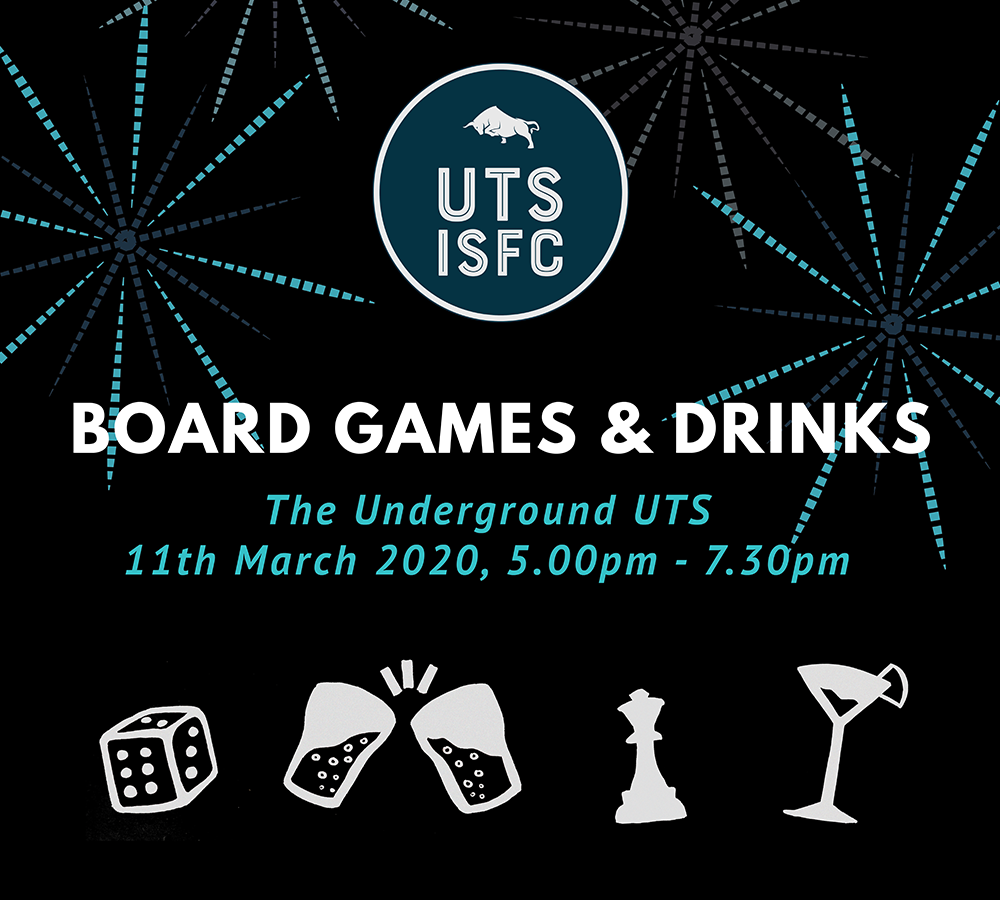 UTS
ISFC
BOARD GAMES & DRINKS
The Underground UTS
11th March 2020, 5.00pm - 7.30pm